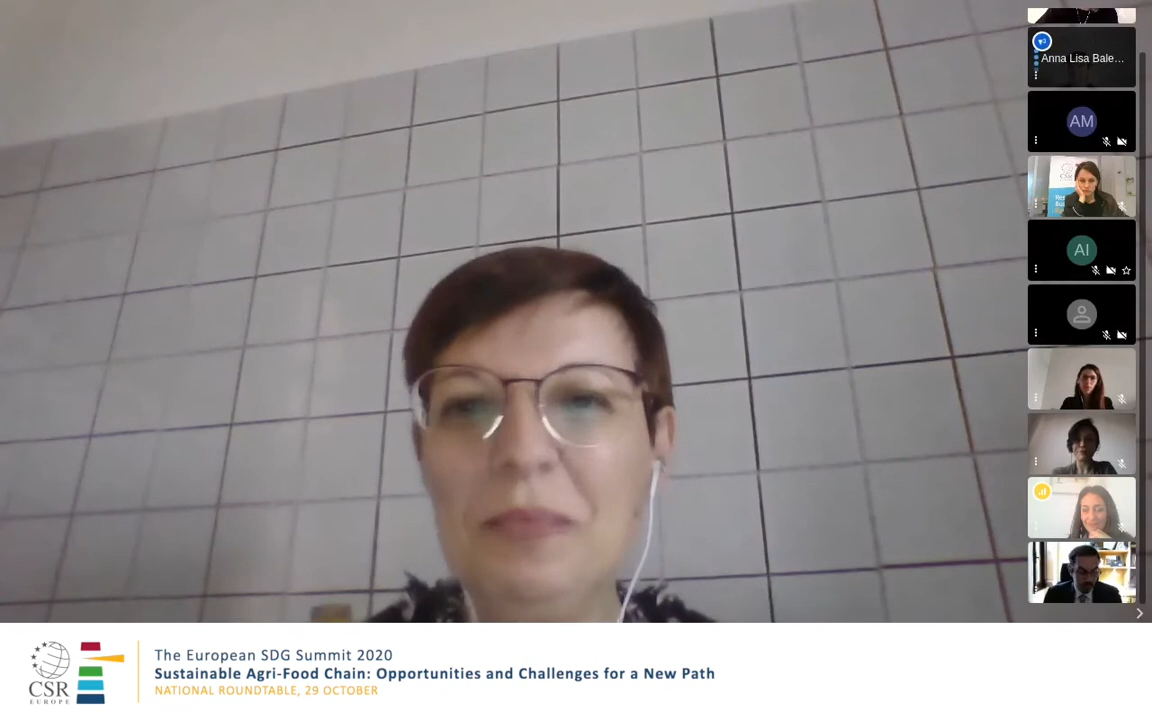 Anna Lisa Bale...
AM
AI
CSR
EUROPE
The European SDG Summit 2020
Sustainable Agri-Food Chain: Opportunities and Challenges for a New Path
NATIONAL ROUNDTABLE, 29 OCTOBER